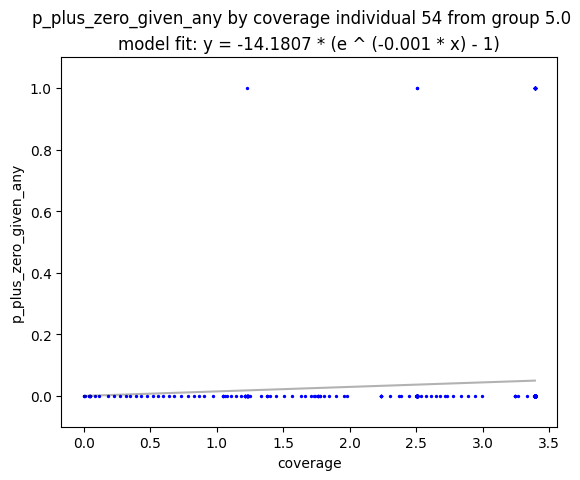 p_plus_zero_given_any by coverage individual 54 from group 5.0
model fit: y = -14.1807 * (e ^ (-0.001 * x) - 1)
1.0
0.8
0.6
0.4
0.2
0.0
p_plus_zero_given_any
0.0 0.5 1.0 1.5 2.0 2.5 3.0 3.5
coverage